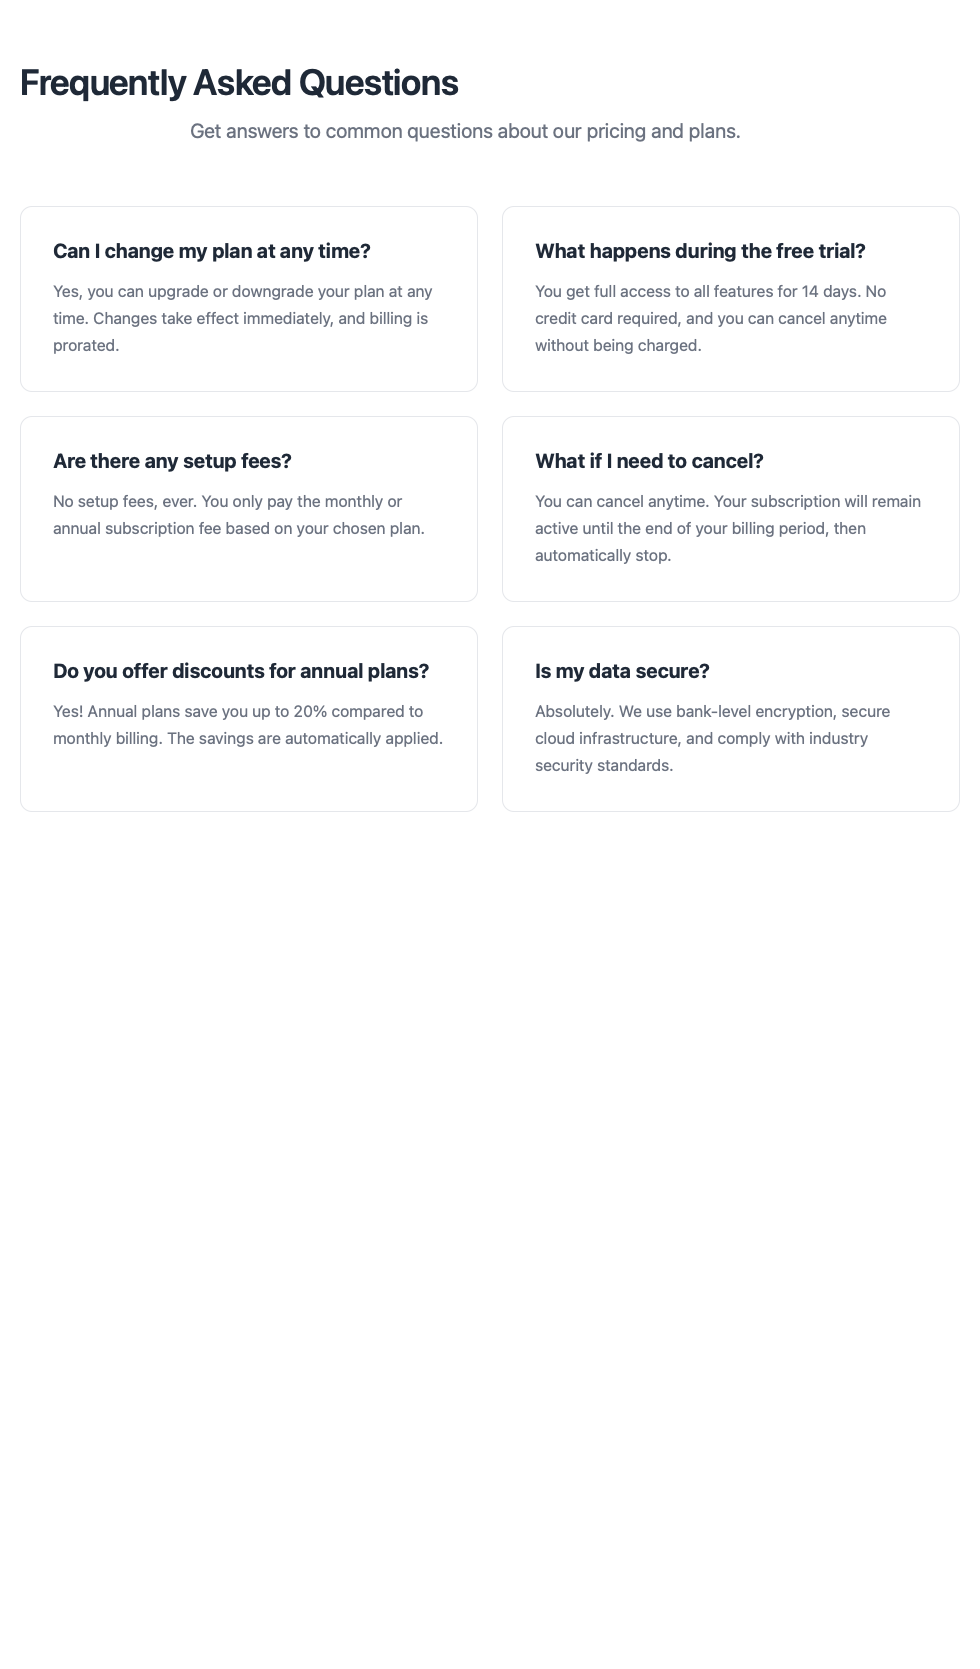 Frequently Asked Questions
Get answers to common questions about our pricing and plans.
Can I change my plan at any time?
Yes, you can upgrade or downgrade your plan at any
time. Changes take effect immediately, and billing is
prorated.
What happens during the free trial?
You get full access to all features for 14 days. No
credit card required, and you can cancel anytime
without being charged.
Are there any setup fees?
No setup fees, ever. You only pay the monthly or
annual subscription fee based on your chosen plan.
What if I need to cancel?
You can cancel anytime. Your subscription will remain
active until the end of your billing period, then
automatically stop.
Do you offer discounts for annual plans?
Yes! Annual plans save you up to 20% compared to
monthly billing. The savings are automatically applied.
Is my data secure?
Absolutely. We use bank-level encryption, secure
cloud infrastructure, and comply with industry
security standards.